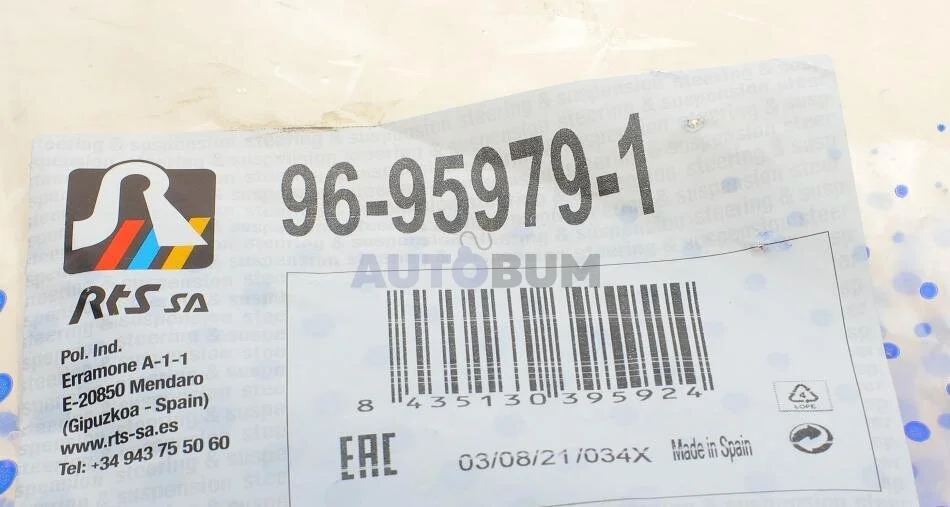 96-95979-1
RTS SA
Pol. Ind.
Erramone A-1-1
E-20850 Mendaro
(Gipuzkoa - Spain)
www.rts-sa.es
Tel: +34 943 75 50 60
AUTOBUM
8 435130 395924
4
LDPE
EAC
03/08/21/034X
Made in Spain
steering & suspension